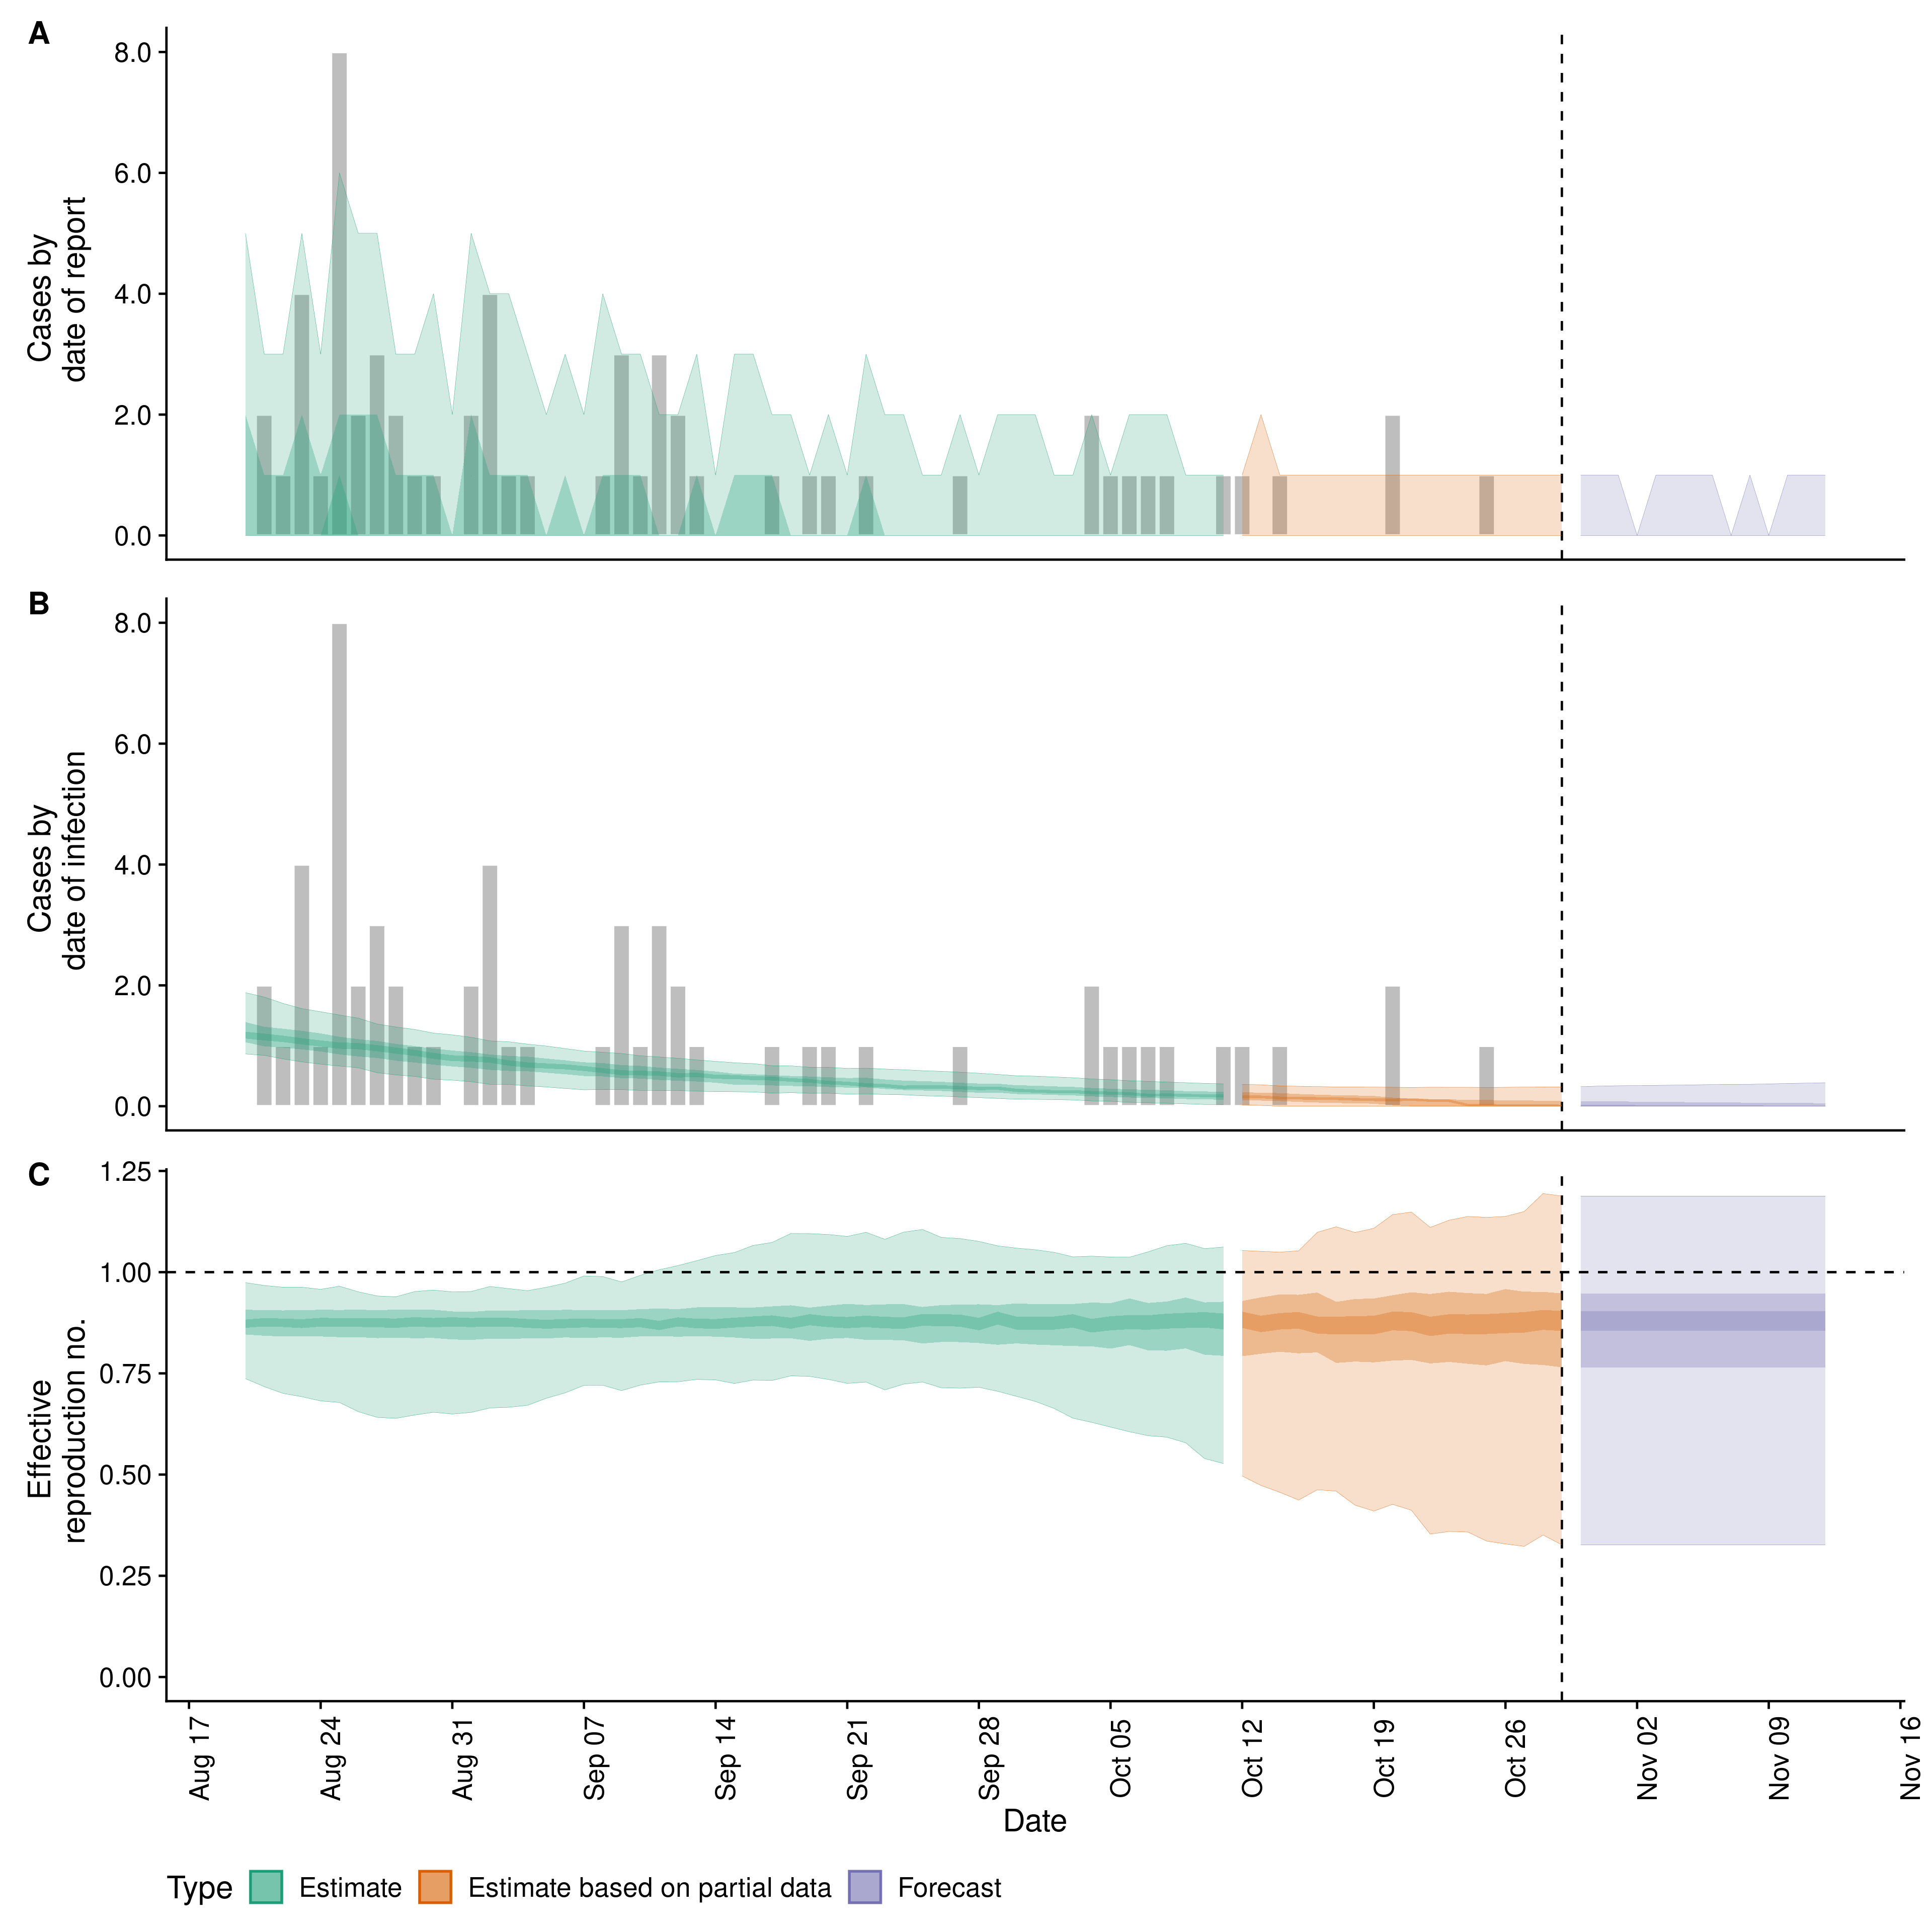 A
8.0
6.0
4.0
2.0
0.0
Cases by
date of report
B
8.0
6.0
4.0
2.0
0.0
Cases by
date of infection
C
1.25
1.00
0.75
0.50
0.25
0.00
Effective
reproduction no.
Aug 17
Aug 24
Aug 31
Sep 07
Sep 14
Sep 21
Sep 28
Oct 05
Oct 12
Oct 19
Oct 26
Nov 02
Nov 09
Nov 16
Date
Type Estimate Estimate based on partial data Forecast